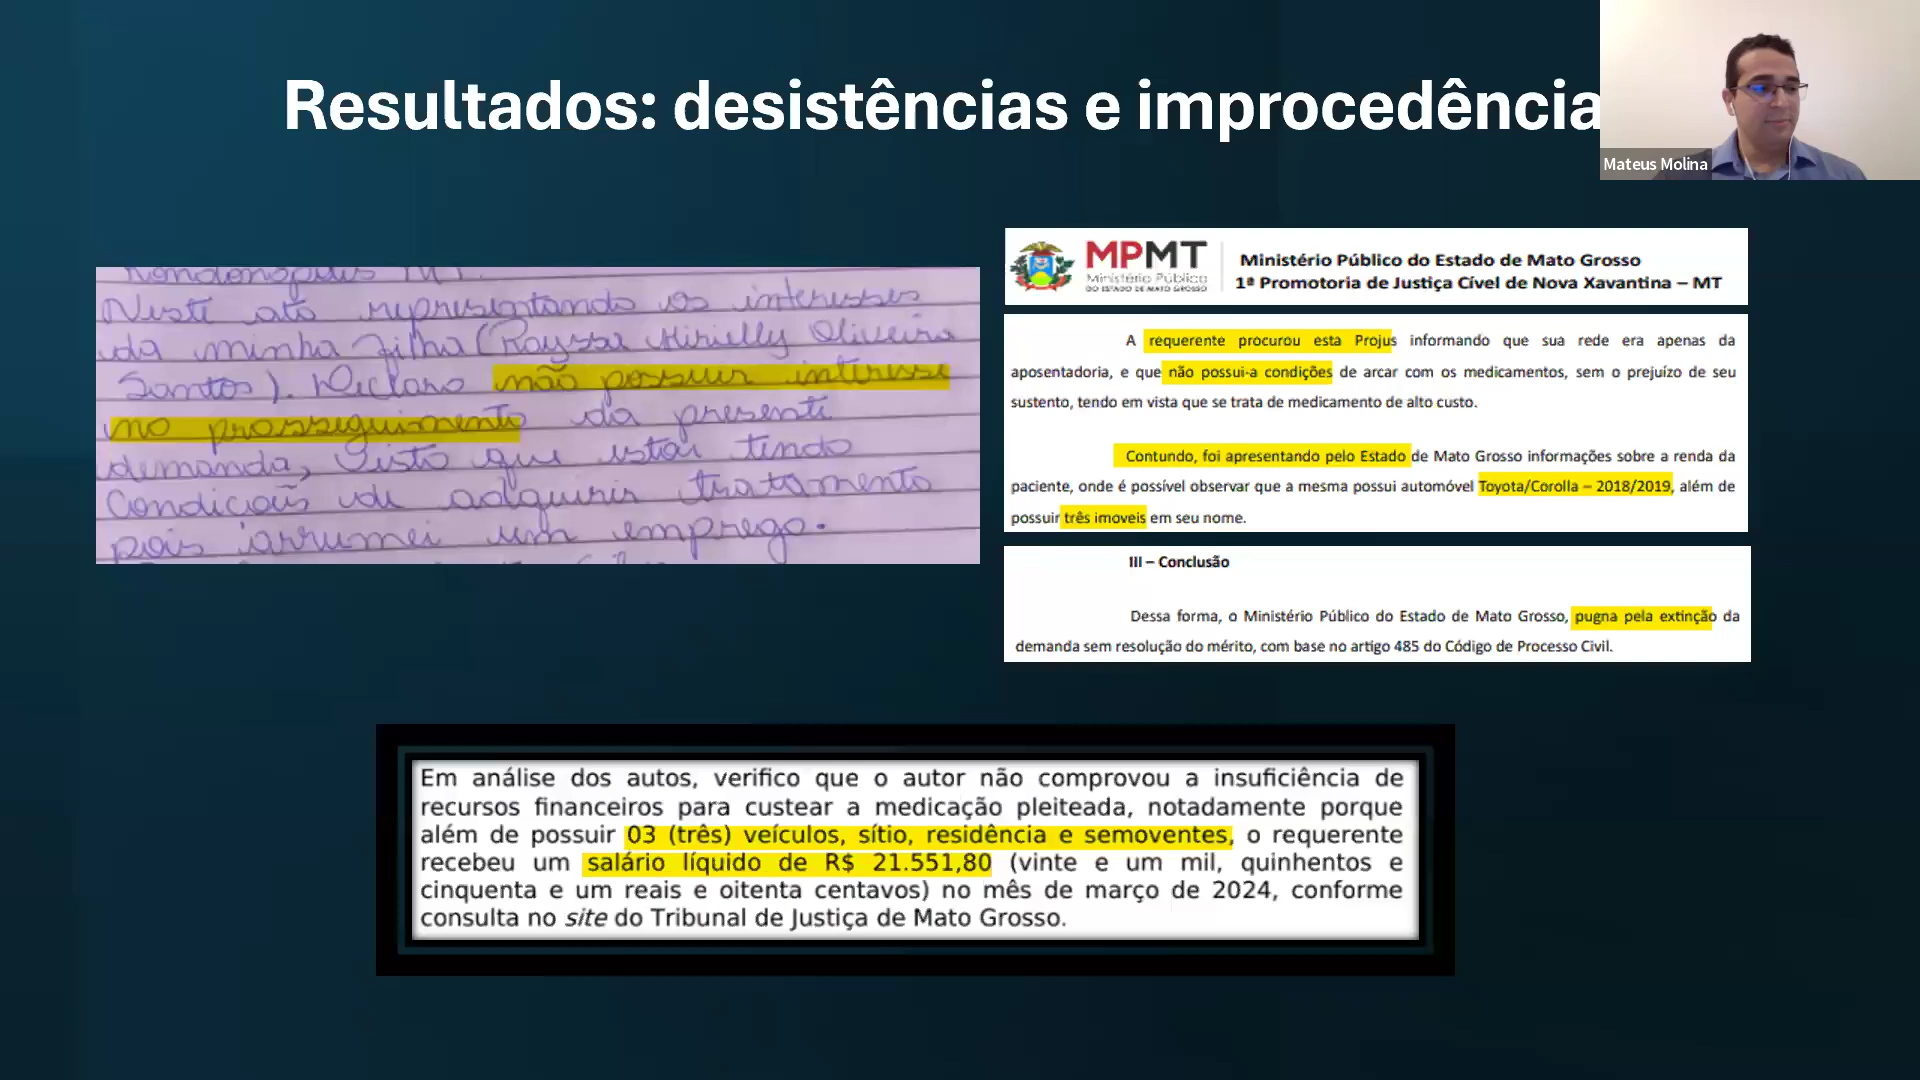 Resultados: desistências e improcedência
Mateus Molina
Rondonópolis MT.
Neste ato representando os interesses
da minha filha (Rayssa Mirielly Oliveira
Santos). Declaro não possuir interesse
no prosseguimento da presente
demanda, visto que estar tendo
Condições de adquirir tratamento
pois arrumei um emprego.
MPMT
Ministério Público
DO ESTADO DE MATO GROSSO
Ministério Público do Estado de Mato Grosso
1ª Promotoria de Justiça Cível de Nova Xavantina – MT
A requerente procurou esta Projus informando que sua rede era apenas da
aposentadoria, e que não possui-a condições de arcar com os medicamentos, sem o prejuízo de seu
sustento, tendo em vista que se trata de medicamento de alto custo.
Contundo, foi apresentando pelo Estado de Mato Grosso informações sobre a renda da
paciente, onde é possível observar que a mesma possui automóvel Toyota/Corolla – 2018/2019, além de
possuir três imoveis em seu nome.
III – Conclusão
Dessa forma, o Ministério Público do Estado de Mato Grosso, pugna pela extinção da
demanda sem resolução do mérito, com base no artigo 485 do Código de Processo Civil.
Em análise dos autos, verifico que o autor não comprovou a insuficiência de
recursos financeiros para custear a medicação pleiteada, notadamente porque
além de possuir 03 (três) veículos, sítio, residência e semoventes, o requerente
recebeu um salário líquido de R$ 21.551,80 (vinte e um mil, quinhentos e
cinquenta e um reais e oitenta centavos) no mês de março de 2024, conforme
consulta no site do Tribunal de Justiça de Mato Grosso.